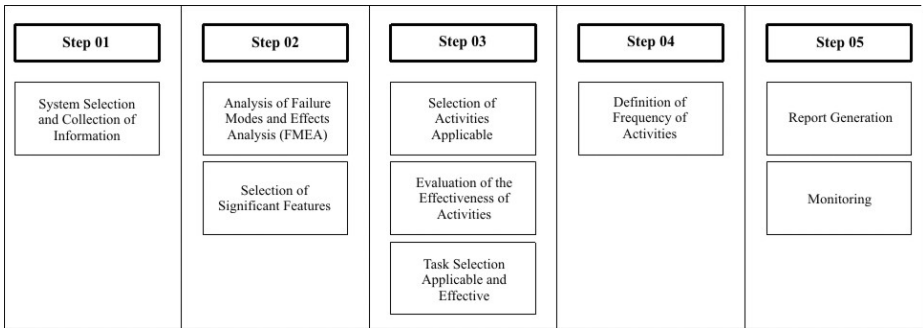 Step 01
System Selection
and Collection of
Information
Step 02
Analysis of Failure
Modes and Effects
Analysis (FMEA)
Selection of
Significant Features
Step 03
Selection of
Activities
Applicable
Evaluation of the
Effectiveness of
Activities
Task Selection
Applicable and
Effective
Step 04
Definition of
Frequency of
Activities
Step 05
Report Generation
Monitoring